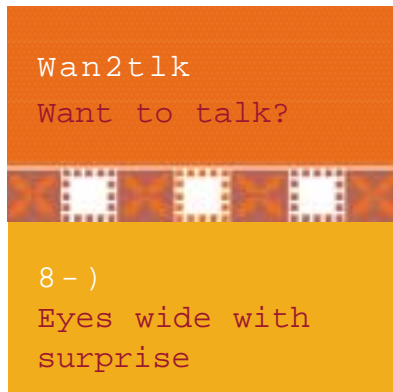 Wan2tlk
Want to talk?
8-)
Eyes wide with
surprise